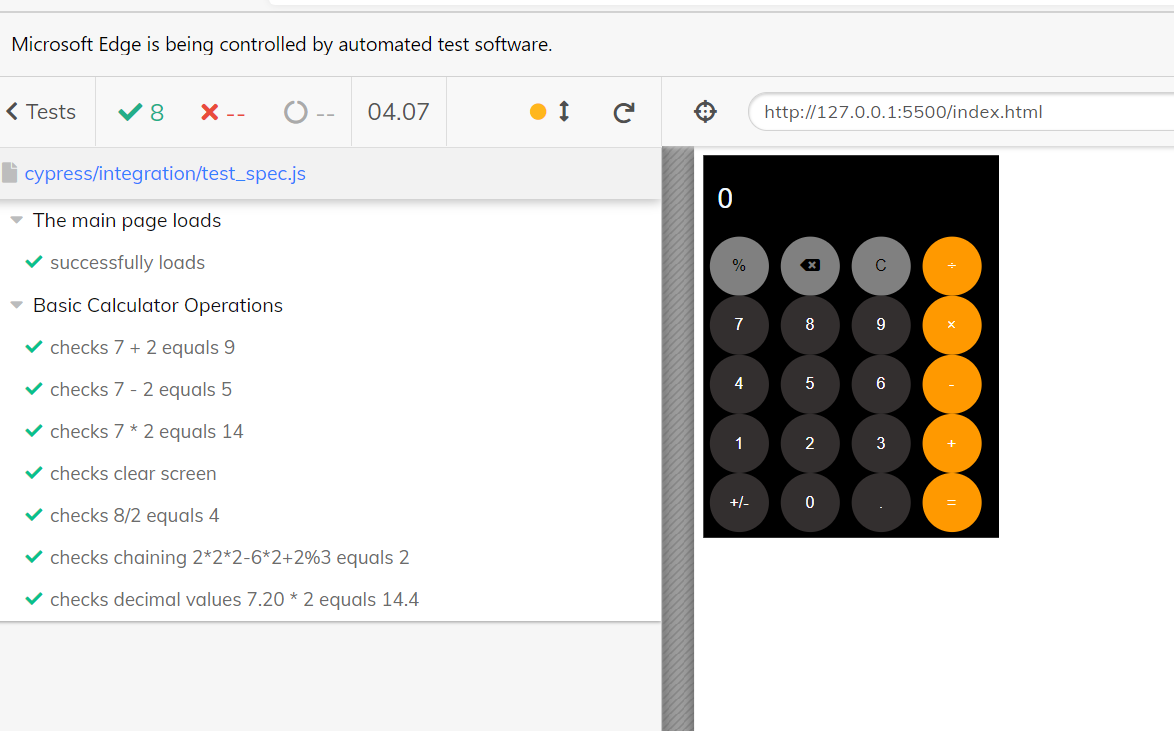 Microsoft Edge is being controlled by automated test software.
Tests 8 -- -- 04.07 http://127.0.0.1:5500/index.html
cypress/integration/test_spec.js
The main page loads
successfully loads
Basic Calculator Operations
checks 7 + 2 equals 9
checks 7 - 2 equals 5
checks 7 * 2 equals 14
checks clear screen
checks 8/2 equals 4
checks chaining 2*2*2-6*2+2%3 equals 2
checks decimal values 7.20 * 2 equals 14.4
0
% C ÷
7 8 9 ×
4 5 6 -
1 2 3 +
+/- 0 . =